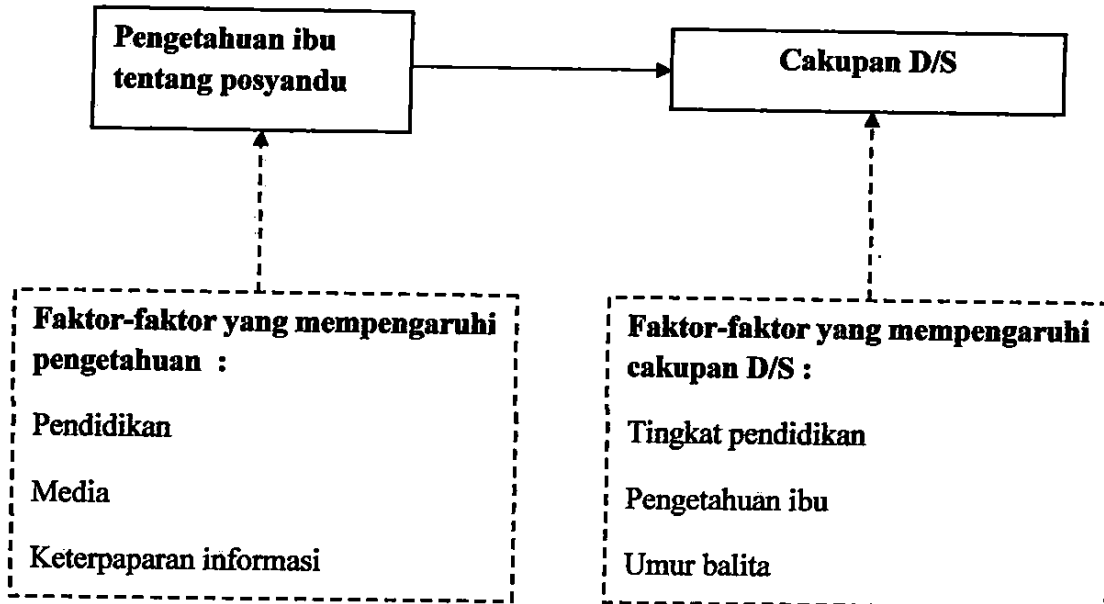 Pengetahuan ibu
tentang posyandu
Cakupan D/S
Faktor-faktor yang mempengaruhi
pengetahuan :
Pendidikan
Media
Keterpaparan informasi
Faktor-faktor yang mempengaruhi
cakupan D/S :
Tingkat pendidikan
Pengetahuan ibu
Umur balita